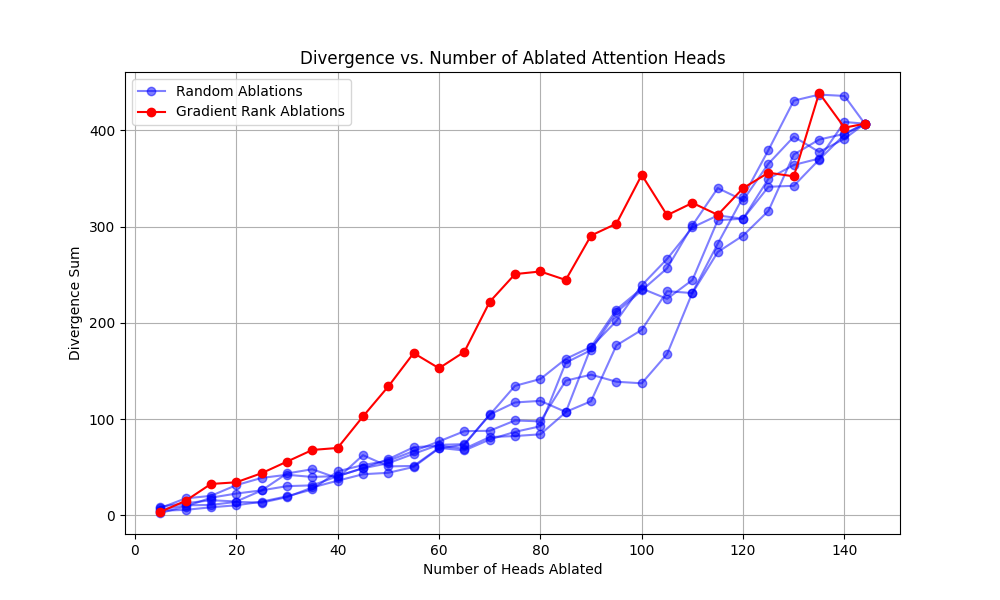 Divergence vs. Number of Ablated Attention Heads
Random Ablations
Gradient Rank Ablations
Divergence Sum
400
300
200
100
0
0 20 40 60 80 100 120 140
Number of Heads Ablated